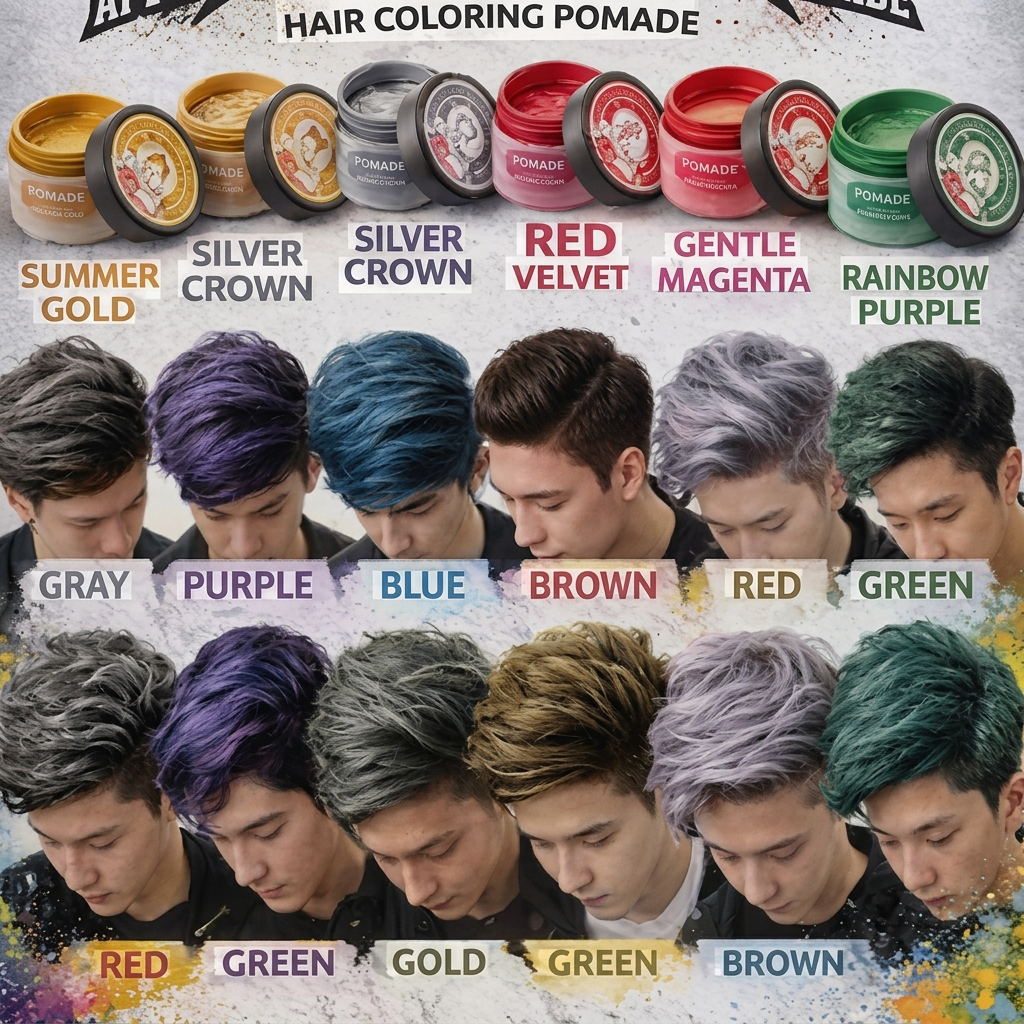 HAIR COLORING POMADE
POMADE
POMADE
POMADE
POMADE
POMADE
POMADE
SUMMER
GOLD
SILVER
CROWN
SILVER
CROWN
RED
VELVET
GENTLE
MAGENTA
RAINBOW
PURPLE
GRAY PURPLE BLUE BROWN RED GREEN
RED GREEN GOLD GREEN BROWN